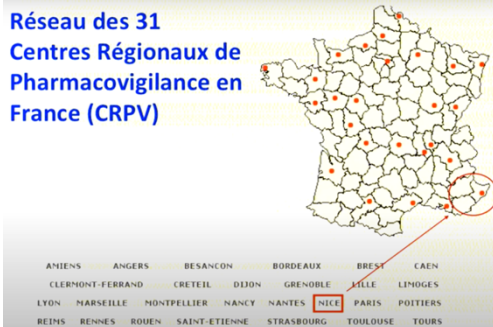 Réseau des 31
Centres Régionaux de
Pharmacovigilance en
France (CRPV)
AMIENS ANGERS BESANCON BORDEAUX BREST CAEN
CLERMONT-FERRAND CRETEIL DIJON GRENOBLE LILLE LIMOGES
LYON MARSEILLE MONTPELLIER NANCY NANTES NICE PARIS POITIERS
REIMS RENNES ROUEN SAINT-ETIENNE STRASBOURG TOULOUSE TOURS